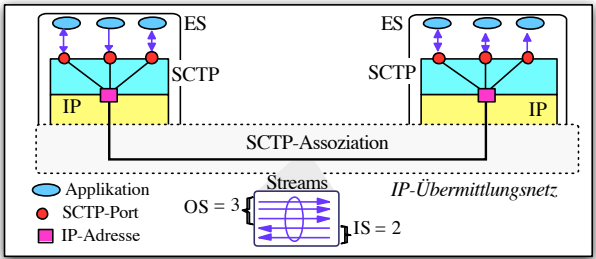 ES
ES
SCTP
SCTP
IP
IP
SCTP-Assoziation
Streams
IP-Übermittlungsnetz
Applikation
SCTP-Port
IP-Adresse
OS = 3
IS = 2